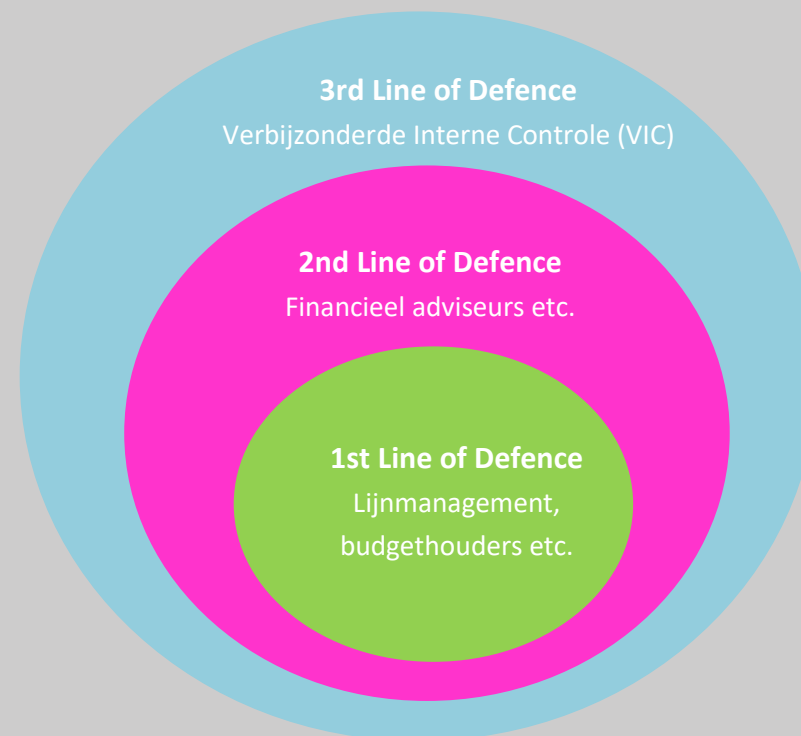 3rd Line of Defence
Verbijzonderde Interne Controle (VIC)
2nd Line of Defence
Financieel adviseurs etc.
1st Line of Defence
Lijnmanagement,
budgethouders etc.